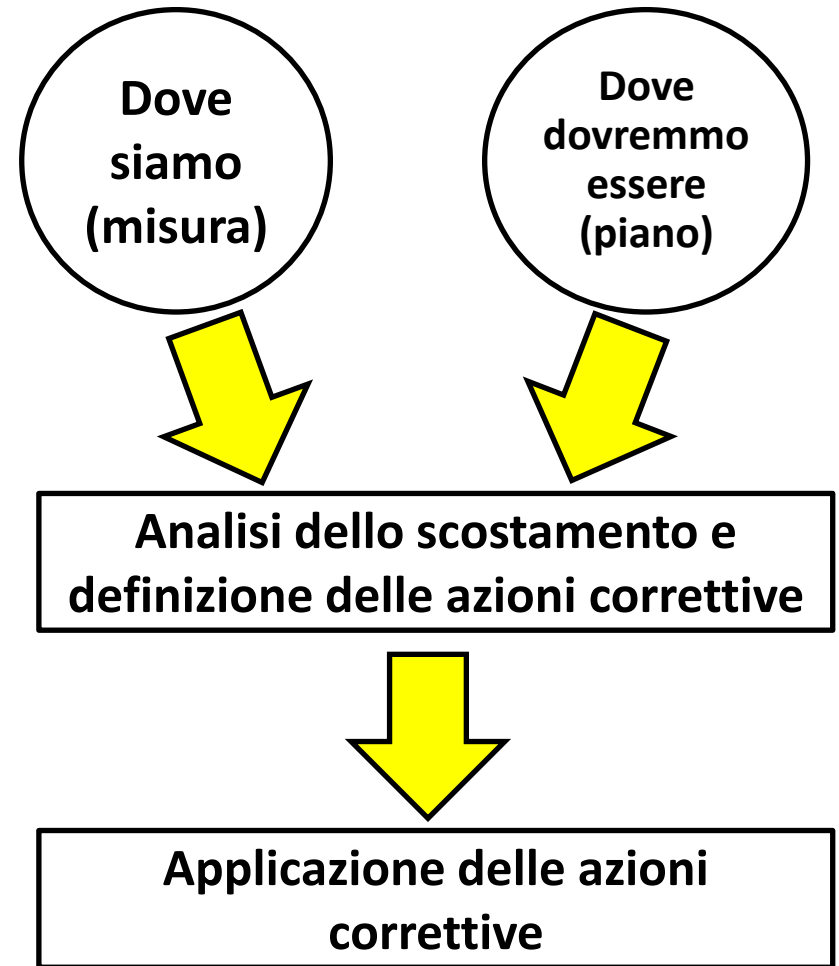 Dove
siamo
(misura)
Dove
dovremmo
essere
(piano)
Analisi dello scostamento e
definizione delle azioni correttive
Applicazione delle azioni
correttive